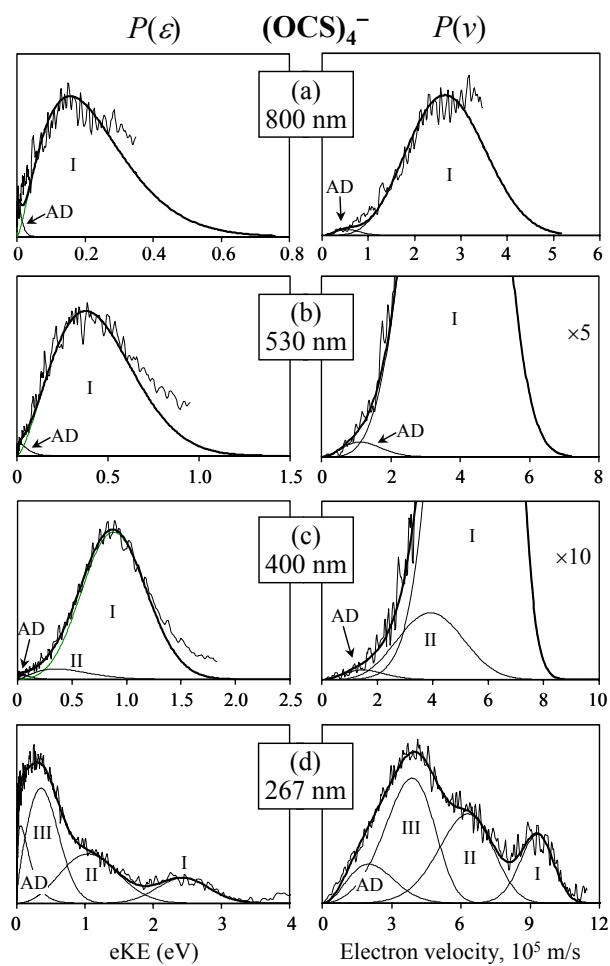 P(ε) (OCS)₄⁻ P(v)
(a)
800 nm
I
AD
0 0.2 0.4 0.6 0.8
AD
I
0 1 2 3 4 5 6
(b)
530 nm
I
AD
0 0.5 1.0 1.5
I
×5
AD
0 2 4 6 8
(c)
400 nm
I
AD
II
0 0.5 1.0 1.5 2.0 2.5
I
×10
AD
II
0 2 4 6 8 10
(d)
267 nm
III
II
I
AD
0 1 2 3 4
eKE (eV)
III
II
I
AD
0 3 6 9 12
Electron velocity, 10⁵ m/s